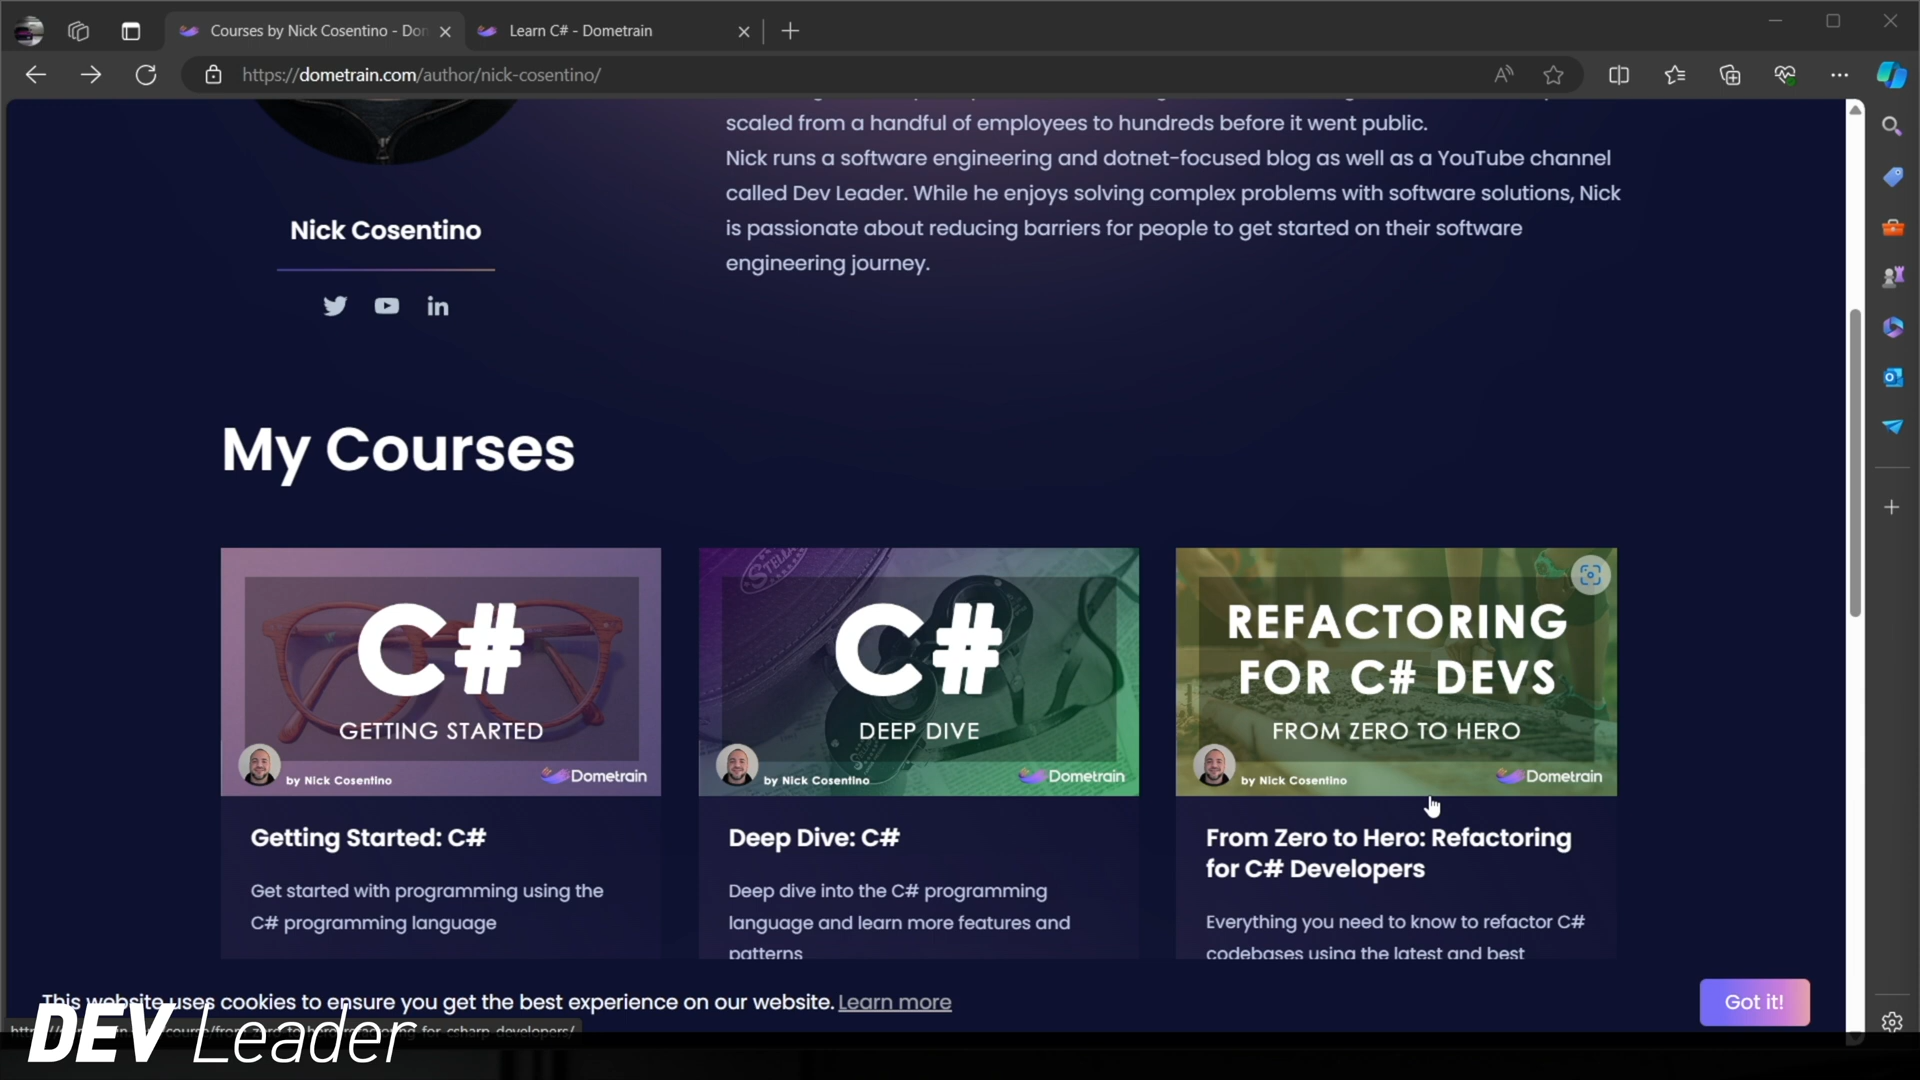 Courses by Nick Cosentino - Don
Learn C# - Dometrain
https://dometrain.com/author/nick-cosentino/
scaled from a handful of employees to hundreds before it went public.
Nick runs a software engineering and dotnet-focused blog as well as a YouTube channel
called Dev Leader. While he enjoys solving complex problems with software solutions, Nick
is passionate about reducing barriers for people to get started on their software
engineering journey.
Nick Cosentino
My Courses
C#
GETTING STARTED
by Nick Cosentino
Dometrain
C#
DEEP DIVE
by Nick Cosentino
Dometrain
REFACTORING
FOR C# DEVS
FROM ZERO TO HERO
by Nick Cosentino
Dometrain
Getting Started: C#
Get started with programming using the
C# programming language
Deep Dive: C#
Deep dive into the C# programming
language and learn more features and
patterns
From Zero to Hero: Refactoring
for C# Developers
Everything you need to know to refactor C#
codebases using the latest and best
This website uses cookies to ensure you get the best experience on our website. Learn more
Got it!
DEV Leader